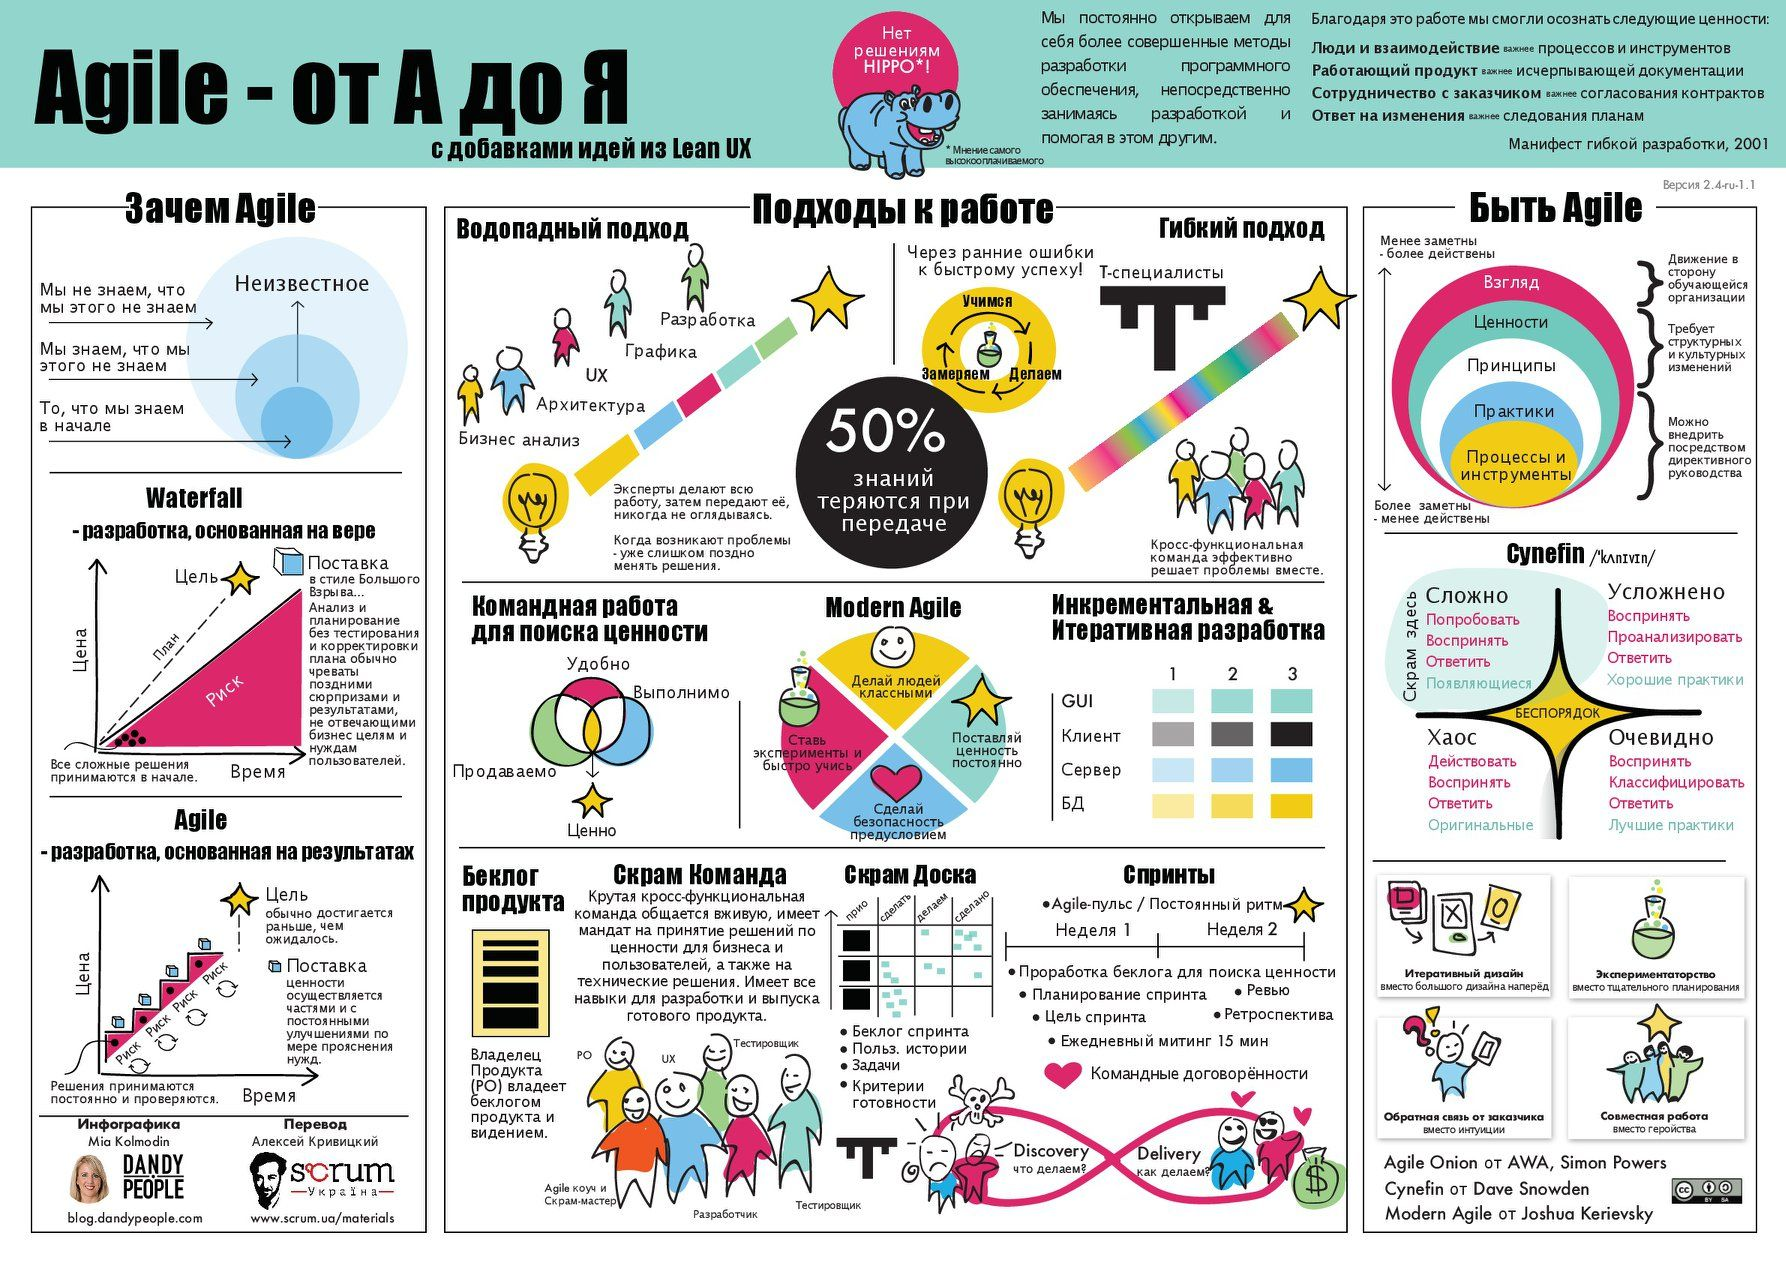 Agile - от А до Я
с добавками идей из Lean UX
Нет
решениям
HIPPO*!
* Мнение самого
высокооплачиваемого
Мы постоянно открываем для
себя более совершенные методы
разработки программного
обеспечения, непосредственно
занимаясь разработкой и
помогая в этом другим.
Благодаря это работе мы смогли осознать следующие ценности:
Люди и взаимодействие важнее процессов и инструментов
Работающий продукт важнее исчерпывающей документации
Сотрудничество с заказчиком важнее согласования контрактов
Ответ на изменения важнее следования планам
Манифест гибкой разработки, 2001
Версия 2.4-ru-1.1
Зачем Agile
Неизвестное
Мы не знаем, что
мы этого не знаем
Мы знаем, что мы
этого не знаем
То, что мы знаем
в начале
Waterfall
- разработка, основанная на вере
Цена
Цель
План
Риск
Поставка
в стиле Большого
Взрыва...
Анализ и
планирование
без тестирования
и корректировки
плана обычно
чреваты
поздними
сюрпризами и
результатами,
не отвечающими
бизнес целям и
нуждам
пользователей.
Все сложные решения
принимаются в начале.
Время
Agile
- разработка, основанная на результатах
Цена
Цель
обычно достигается
раньше, чем
ожидалось.
Поставка
ценности
осуществляется
частями и с
постоянными
улучшениями по
мере прояснения
нужд.
Риск
Риск
Риск
Риск
Решения принимаются
постоянно и проверяются.
Время
Инфографика
Mia Kolmodin
DANDY
PEOPLE
blog.dandypeople.com
Перевод
Алексей Кривицкий
scrum
Україна
www.scrum.ua/materials
Подходы к работе
Водопадный подход
Разработка
Графика
UX
Архитектура
Бизнес анализ
Эксперты делают всю
работу, затем передают её,
никогда не оглядываясь.
Когда возникают проблемы
- уже слишком поздно
менять решения.
50%
знаний
теряются при
передаче
Гибкий подход
Через ранние ошибки
к быстрому успеху!
Учимся
Замеряем
Делаем
Т-специалисты
Кросс-функциональная
команда эффективно
решает проблемы вместе.
Командная работа
для поиска ценности
Удобно
Выполнимо
Продаваемо
Ценно
Modern Agile
Делай людей
классными
Ставь
эксперименты и
быстро учись
Поставляй
ценность
постоянно
Сделай
безопасность
предусловием
Инкрементальная &
Итеративная разработка
1 2 3
GUI
Клиент
Сервер
БД
Беклог
продукта
Владелец
Продукта
(PO) владеет
беклогом
продукта и
видением.
Скрам Команда
Крутая кросс-функциональная
команда общается вживую, имеет
мандат на принятие решений по
ценности для бизнеса и
пользователей, а также на
технические решения. Имеет все
навыки для разработки и выпуска
готового продукта.
PO
UX
Тестировщик
Agile коуч и
Скрам-мастер
Разработчик
Тестировщик
Скрам Доска
прио
сделать
делаем
сделано
• Беклог спринта
• Польз. истории
• Задачи
• Критерии
готовности
Спринты
• Agile-пульс / Постоянный ритм
Неделя 1
Неделя 2
• Проработка беклога для поиска ценности
• Планирование спринта
• Ревью
• Цель спринта
• Ретроспектива
• Ежедневный митинг 15 мин
Командные договорённости
Discovery
что делаем?
Delivery
как делаем?
$
Быть Agile
Менее заметны
- более действены
Взгляд
Ценности
Принципы
Практики
Процессы и
инструменты
Более заметны
- менее действены
Движение в
сторону
обучающейся
организации
Требует
структурных
и культурных
изменений
Можно
внедрить
посредством
директивного
руководства
Cynefin /ˈkʌnɪvɪn/
Скрам здесь
Сложно
Попробовать
Воспринять
Ответить
Появляющиеся
Усложнено
Воспринять
Проанализировать
Ответить
Хорошие практики
БЕСПОРЯДОК
Хаос
Действовать
Воспринять
Ответить
Оригинальные
Очевидно
Воспринять
Классифицировать
Ответить
Лучшие практики
Итеративный дизайн
вместо большого дизайна наперёд
Экспериментаторство
вместо тщательного планирования
Обратная связь от заказчика
вместо интуиции
Совместная работа
вместо геройства
Agile Onion от AWA, Simon Powers
Cynefin от Dave Snowden
Modern Agile от Joshua Kerievsky
cc BY SA